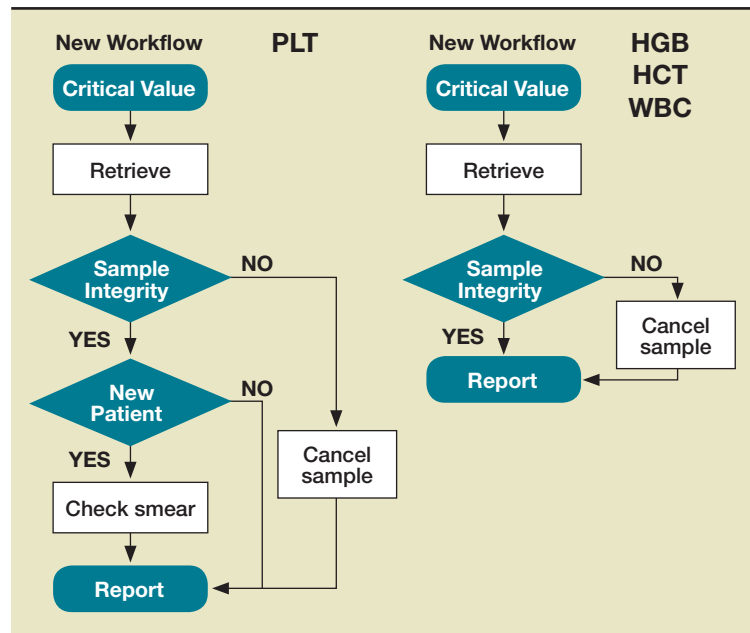 New Workflow
PLT
Critical Value
Retrieve
Sample
Integrity
NO
YES
New
Patient
NO
YES
Cancel
sample
Check smear
Report
New Workflow
HGB
HCT
WBC
Critical Value
Retrieve
Sample
Integrity
NO
Cancel
sample
YES
Report